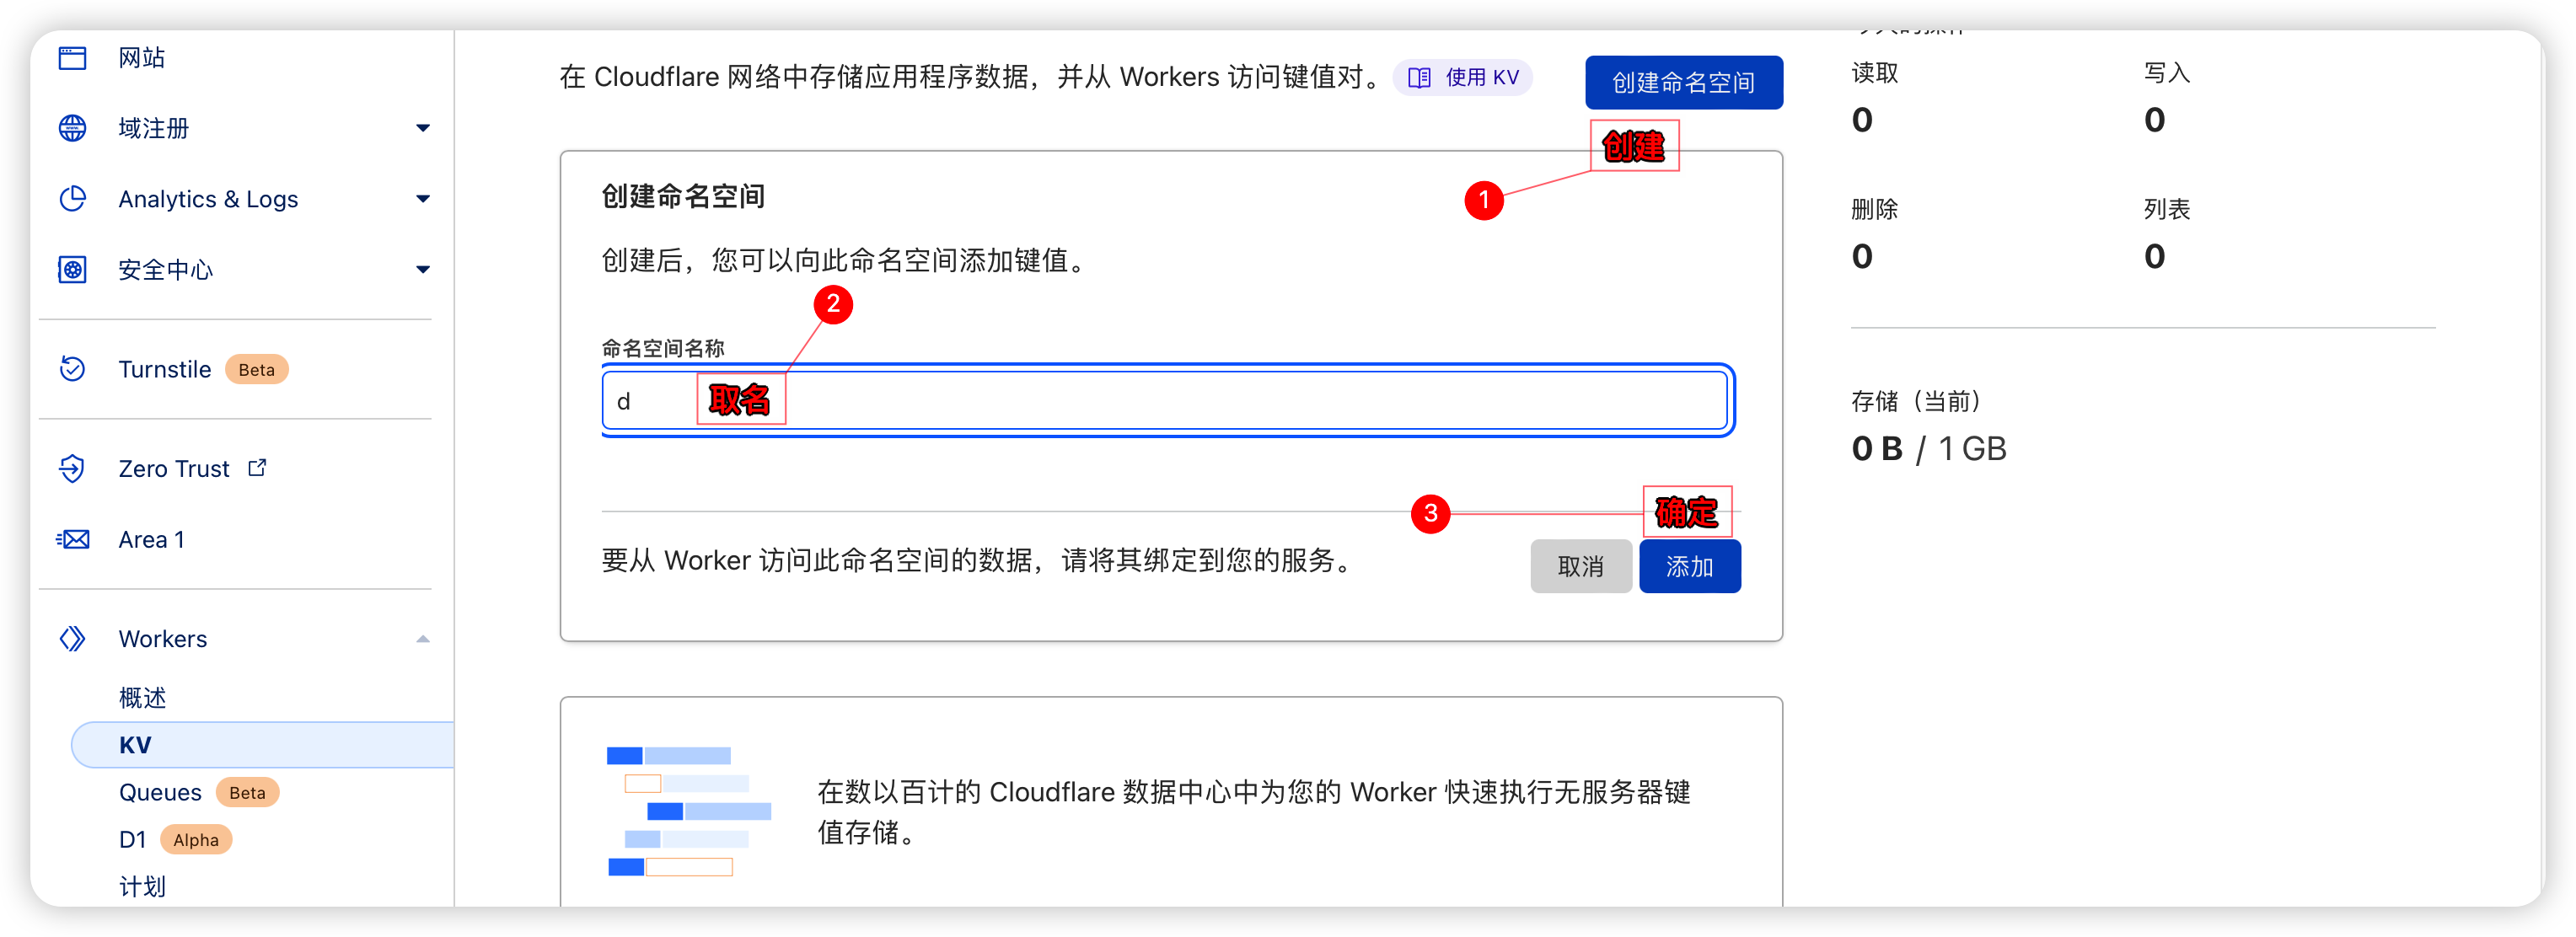 网站
域注册
Analytics & Logs
安全中心
Turnstile Beta
Zero Trust
Area 1
Workers
概述
KV
Queues Beta
D1 Alpha
计划
在 Cloudflare 网络中存储应用程序数据，并从 Workers 访问键值对。 使用 KV
创建命名空间
创建
1
创建命名空间
创建后，您可以向此命名空间添加键值。
2
命名空间名称
d 取名
3 确定
要从 Worker 访问此命名空间的数据，请将其绑定到您的服务。
取消 添加
在数以百计的 Cloudflare 数据中心中为您的 Worker 快速执行无服务器键
值存储。
读取 写入
0 0
删除 列表
0 0
存储（当前）
0 B / 1 GB